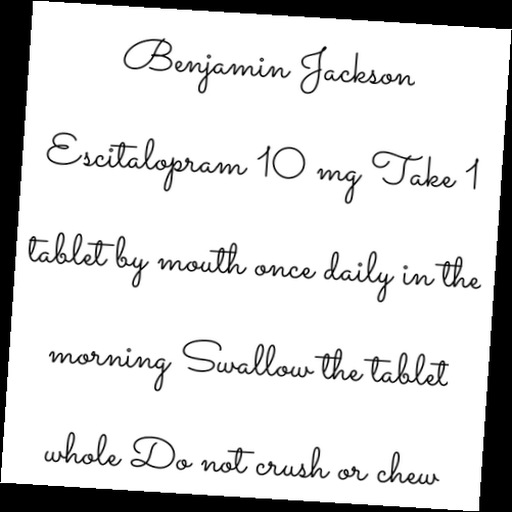 Benjamin Jackson
Escitalopram 10 mg Take 1
tablet by mouth once daily in the
morning Swallow the tablet
whole Do not crush or chew